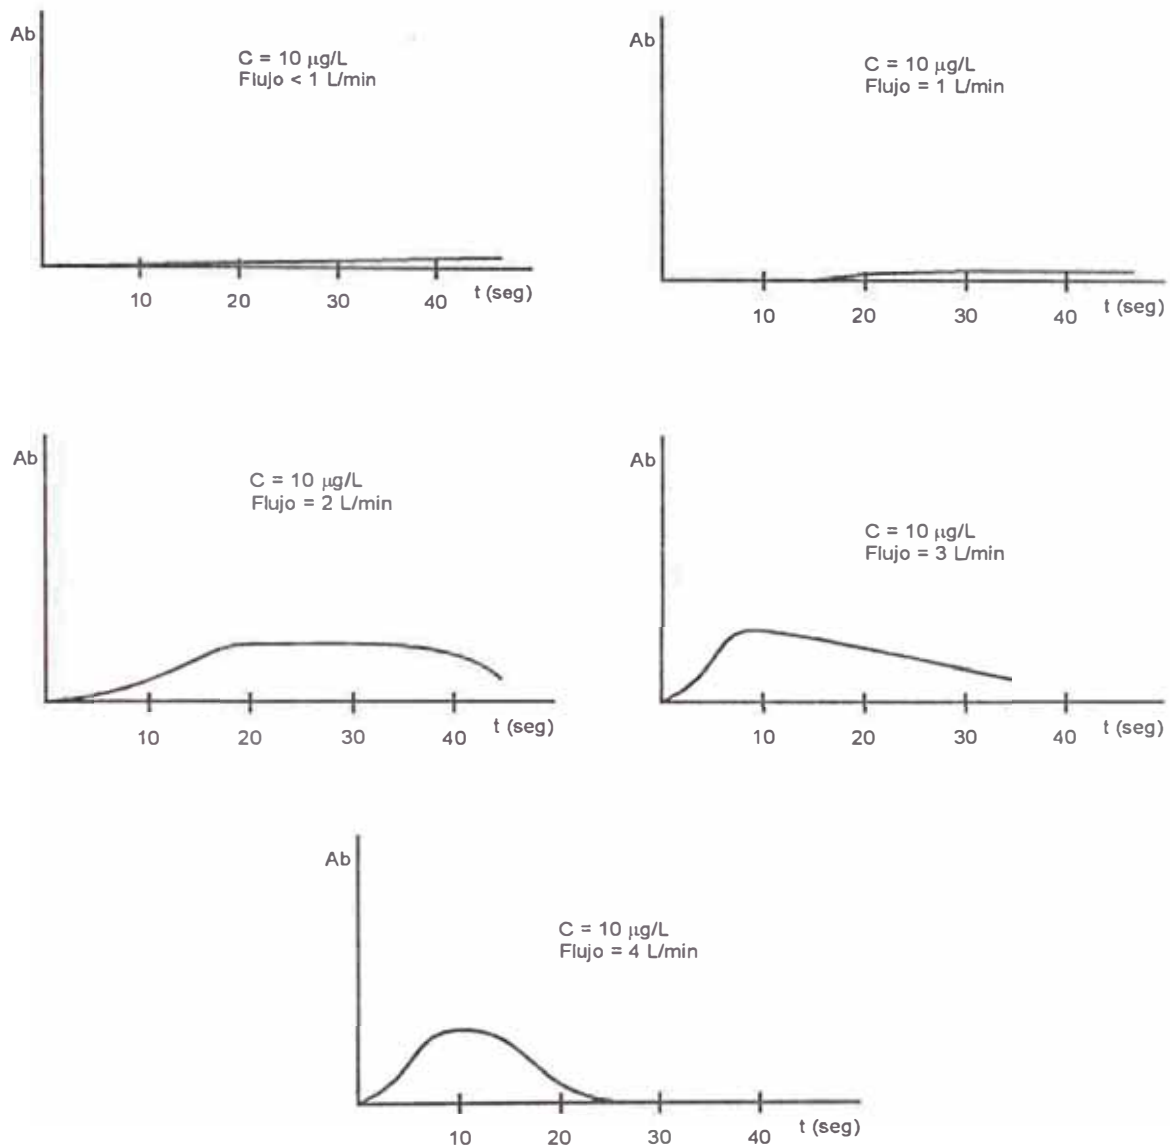 Ab
C = 10 µg/L
Flujo < 1 L/min
10 20 30 40 t (seg)
Ab
C = 10 µg/L
Flujo = 1 L/min
10 20 30 40 t (seg)
Ab
C = 10 µg/L
Flujo = 2 L/min
10 20 30 40 t (seg)
Ab
C = 10 µg/L
Flujo = 3 L/min
10 20 30 40 t (seg)
Ab
C = 10 µg/L
Flujo = 4 L/min
10 20 30 40 t (seg)